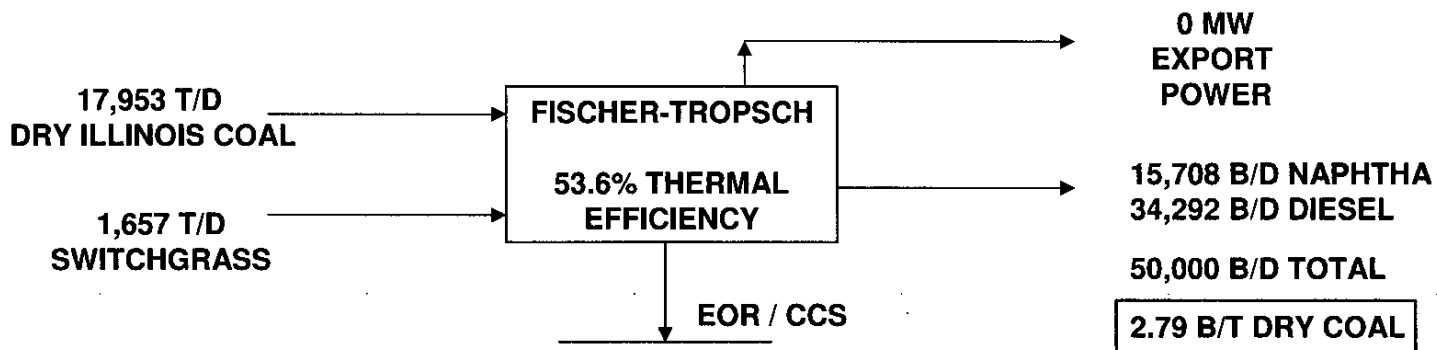 17,953 T/D
DRY ILLINOIS COAL
1,657 T/D
SWITCHGRASS
FISCHER-TROPSCH
53.6% THERMAL
EFFICIENCY
EOR / CCS
0 MW
EXPORT
POWER
15,708 B/D NAPHTHA
34,292 B/D DIESEL
50,000 B/D TOTAL
2.79 B/T DRY COAL